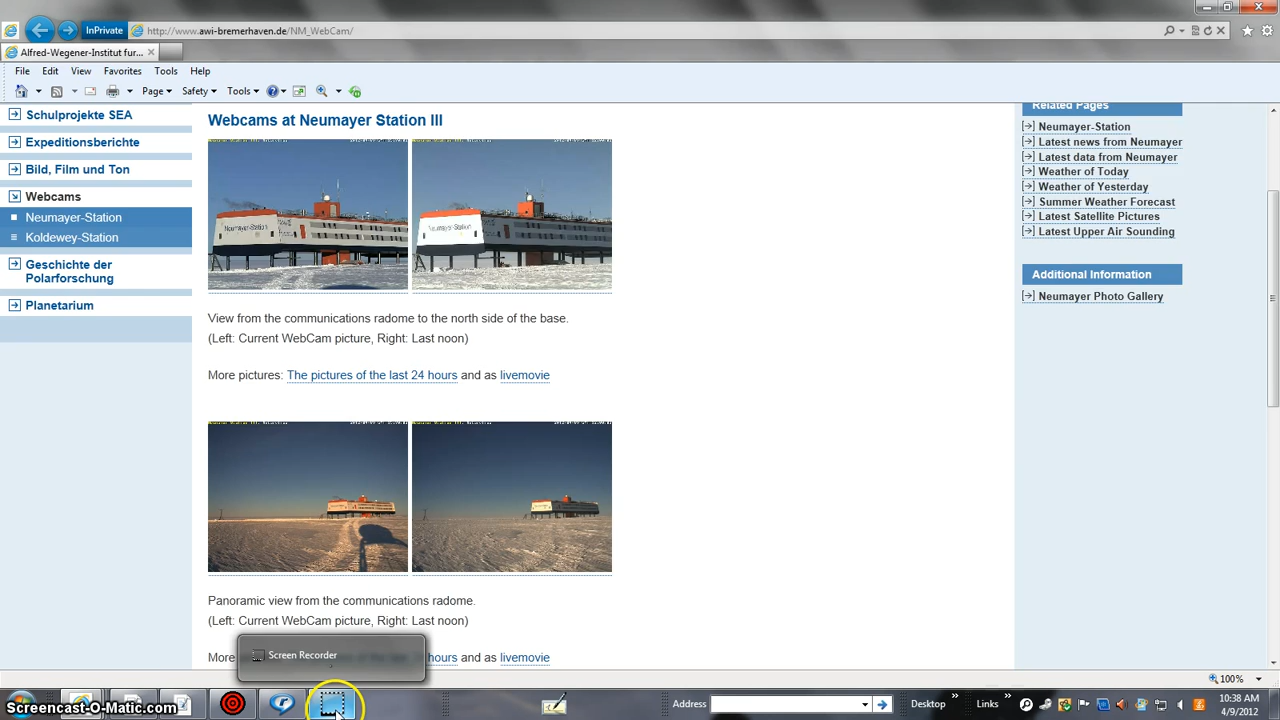 InPrivate
http://www.awi-bremerhaven.de/NM_WebCam/
Alfred-Wegener-Institut fur...
File Edit View Favorites Tools Help
Page Safety Tools
Schulprojekte SEA
Expeditionsberichte
Bild, Film und Ton
Webcams
Neumayer-Station
Koldewey-Station
Geschichte der
Polarforschung
Planetarium
Webcams at Neumayer Station III
Neumayer-Station
Neumayer-Station
View from the communications radome to the north side of the base.
(Left: Current WebCam picture, Right: Last noon)
More pictures: The pictures of the last 24 hours and as livemovie
Panoramic view from the communications radome.
(Left: Current WebCam picture, Right: Last noon)
More hours and as livemovie
Related Pages
Neumayer-Station
Latest news from Neumayer
Latest data from Neumayer
Weather of Today
Weather of Yesterday
Summer Weather Forecast
Latest Satellite Pictures
Latest Upper Air Sounding
Additional Information
Neumayer Photo Gallery
Screen Recorder
100%
Screencast-O-Matic.com
Address
Desktop
Links
10:38 AM
4/9/2012